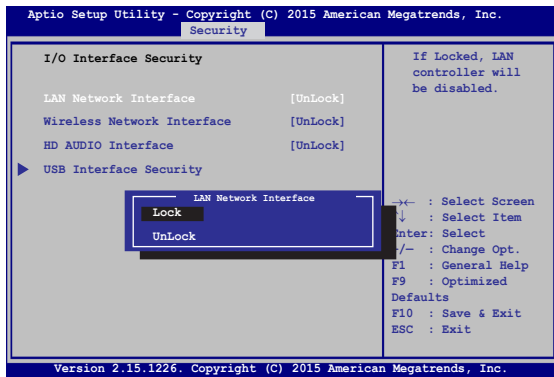 Aptio Setup Utility - Copyright (C) 2015 American Megatrends, Inc.
Security
I/O Interface Security
LAN Network Interface [UnLock]
Wireless Network Interface [UnLock]
HD AUDIO Interface [UnLock]
USB Interface Security
LAN Network Interface
Lock
UnLock
If Locked, LAN
controller will
be disabled.
→← : Select Screen
↓ : Select Item
nter: Select
/— : Change Opt.
F1 : General Help
F9 : Optimized
Defaults
F10 : Save & Exit
ESC : Exit
Version 2.15.1226. Copyright (C) 2015 American Megatrends, Inc.